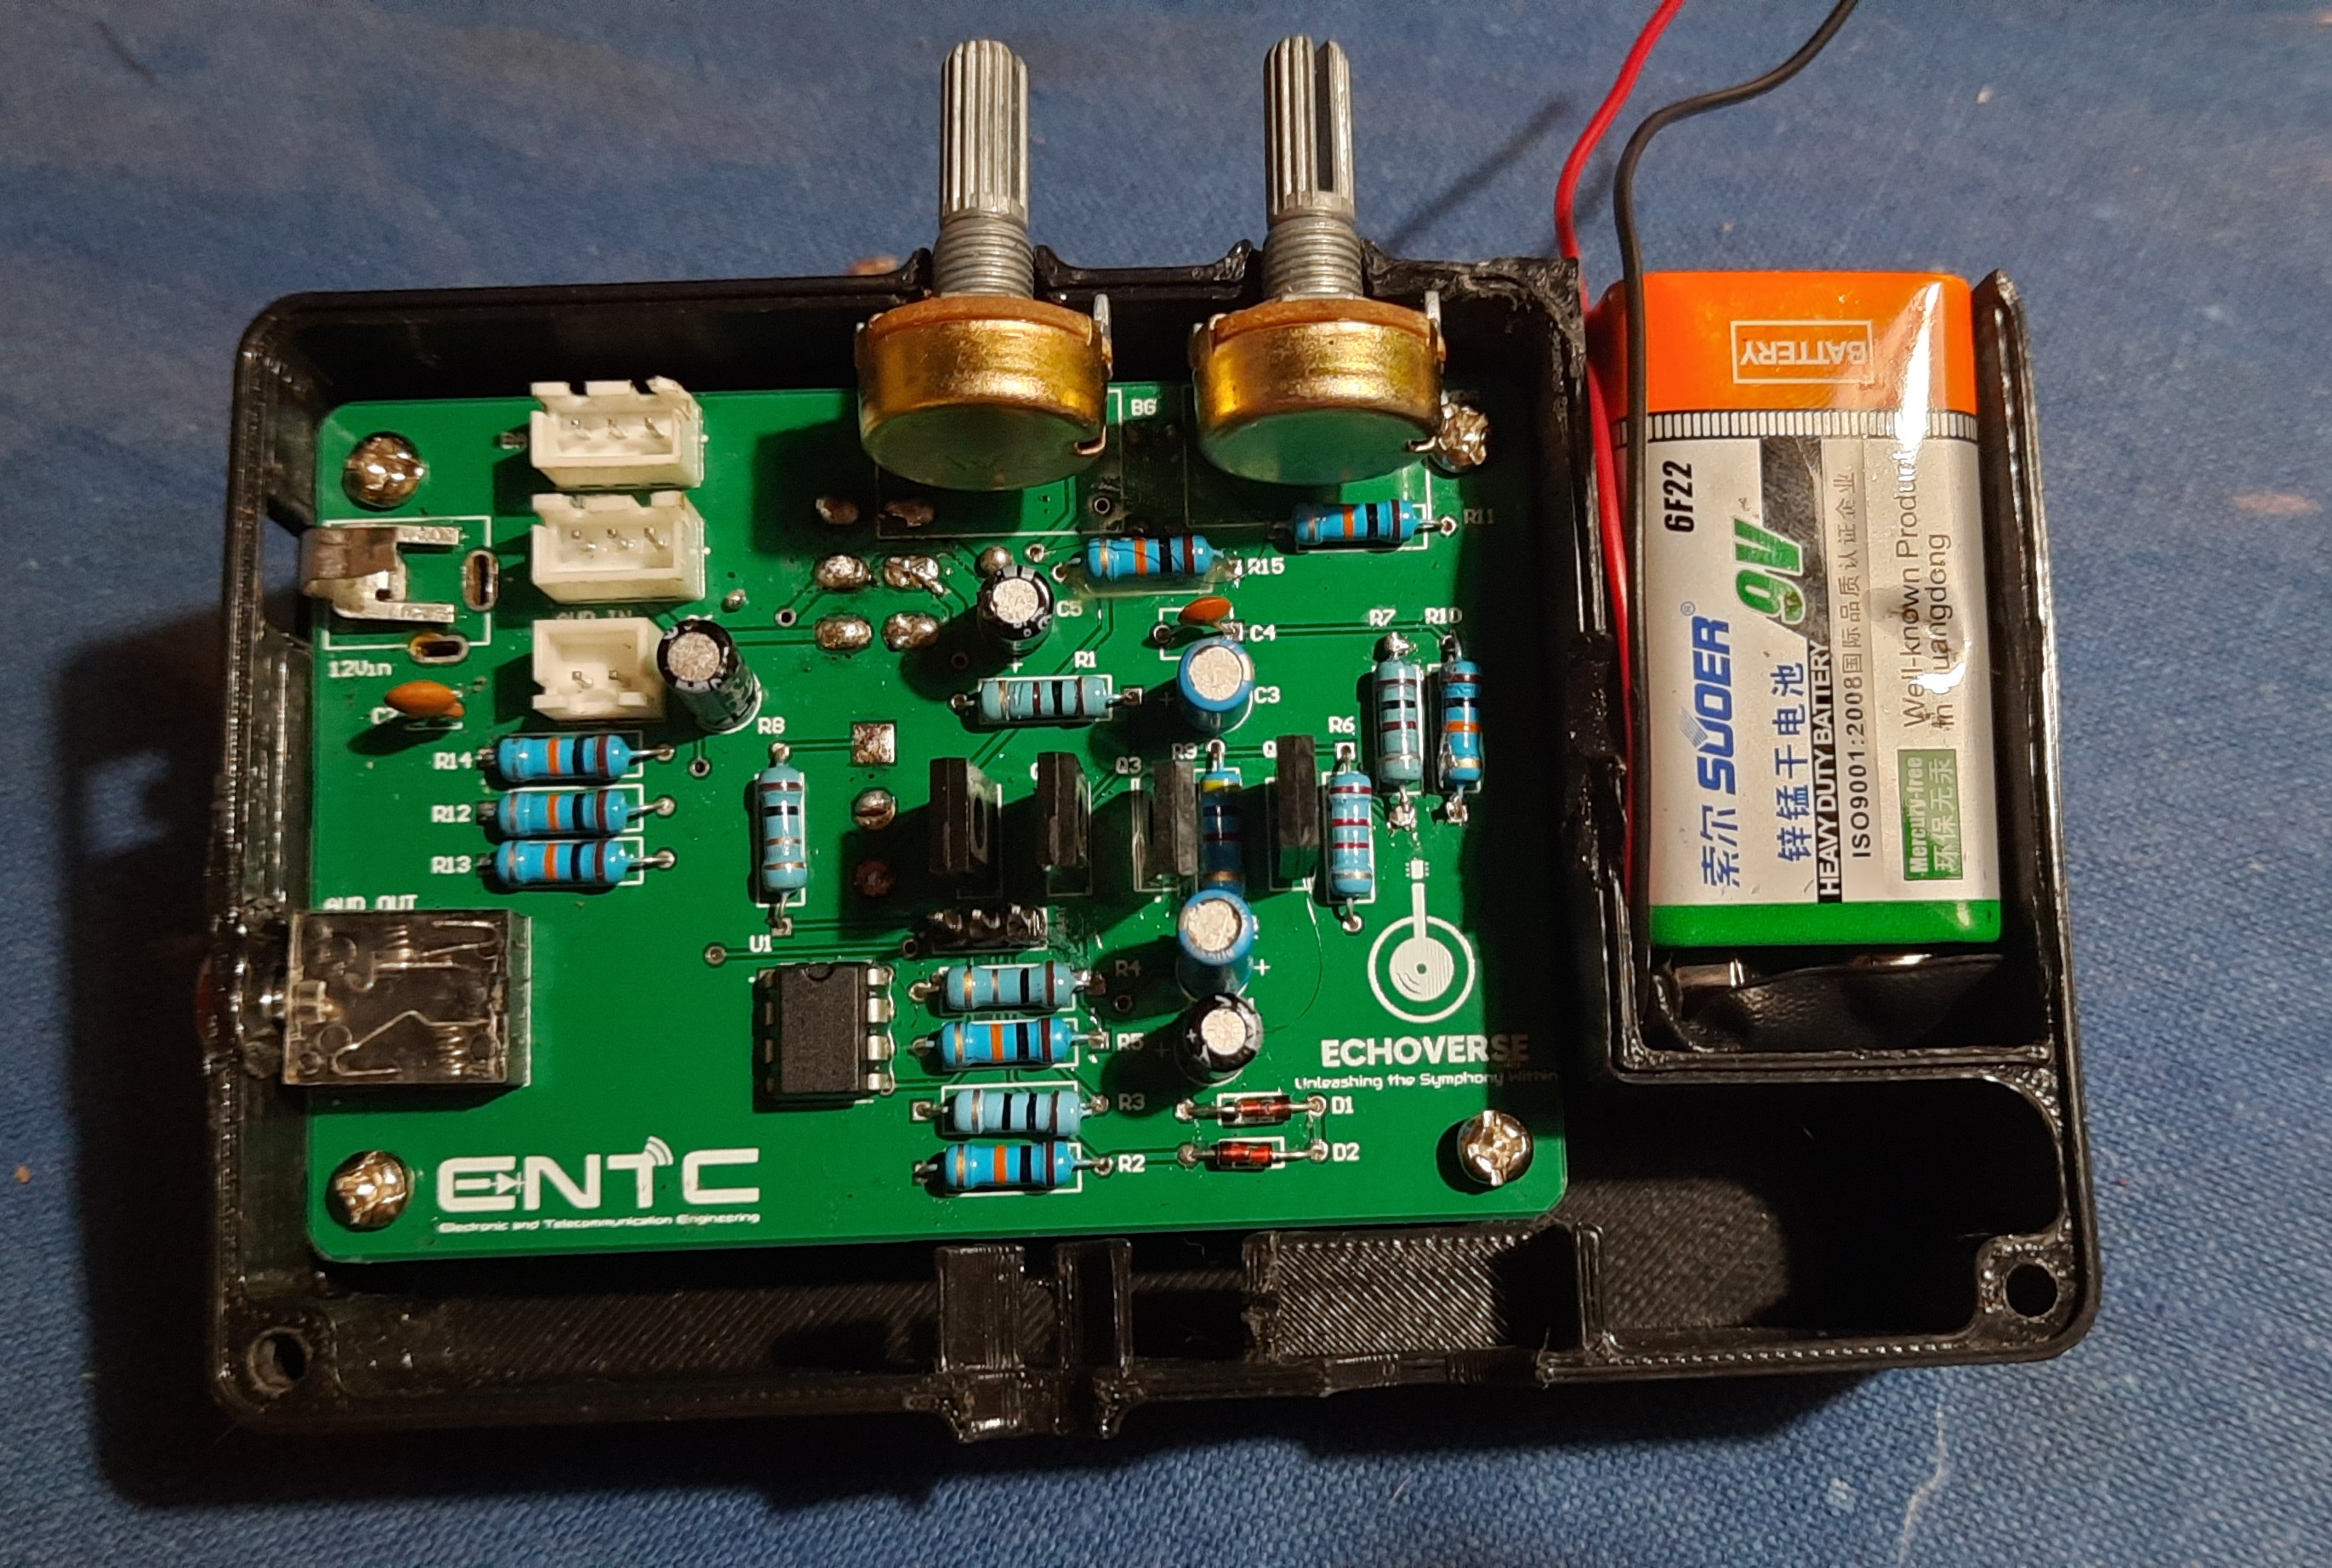 BG
R11
R15
C5
C4
R7
R10
R1
C3
12Vin
R8
R6
R14
R12
R13
Q3
R9
AUD OUT
U1
R4
R5
R3
R2
D1
D2
ECHOVERSE
Unleashing the Symphony Within
ENTC
Electronic and Telecommunication Engineering
BATTERY
6F22
9V
索尔 SUOER®
锌锰干电池
HEAVY DUTY BATTERY
ISO9001:2008国际品质认证企业
Well-known Product
in Guangdong
Mercury-free
环保无汞